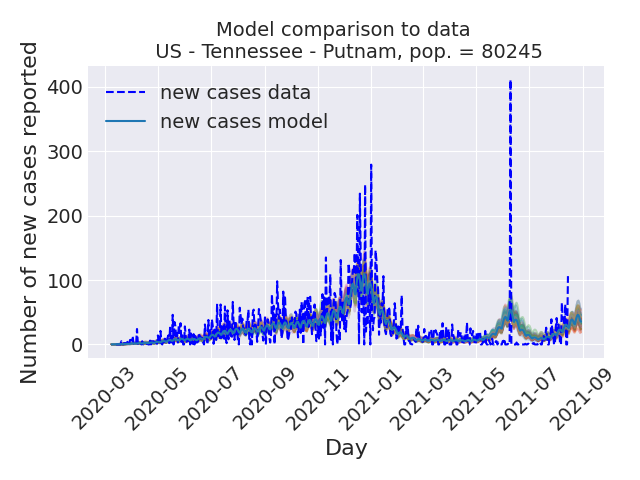 Model comparison to data
US - Tennessee - Putnam, pop. = 80245
Number of new cases reported
400
300
200
100
0
new cases data
new cases model
2020-03
2020-05
2020-07
2020-09
2020-11
2021-01
2021-03
2021-05
2021-07
2021-09
Day